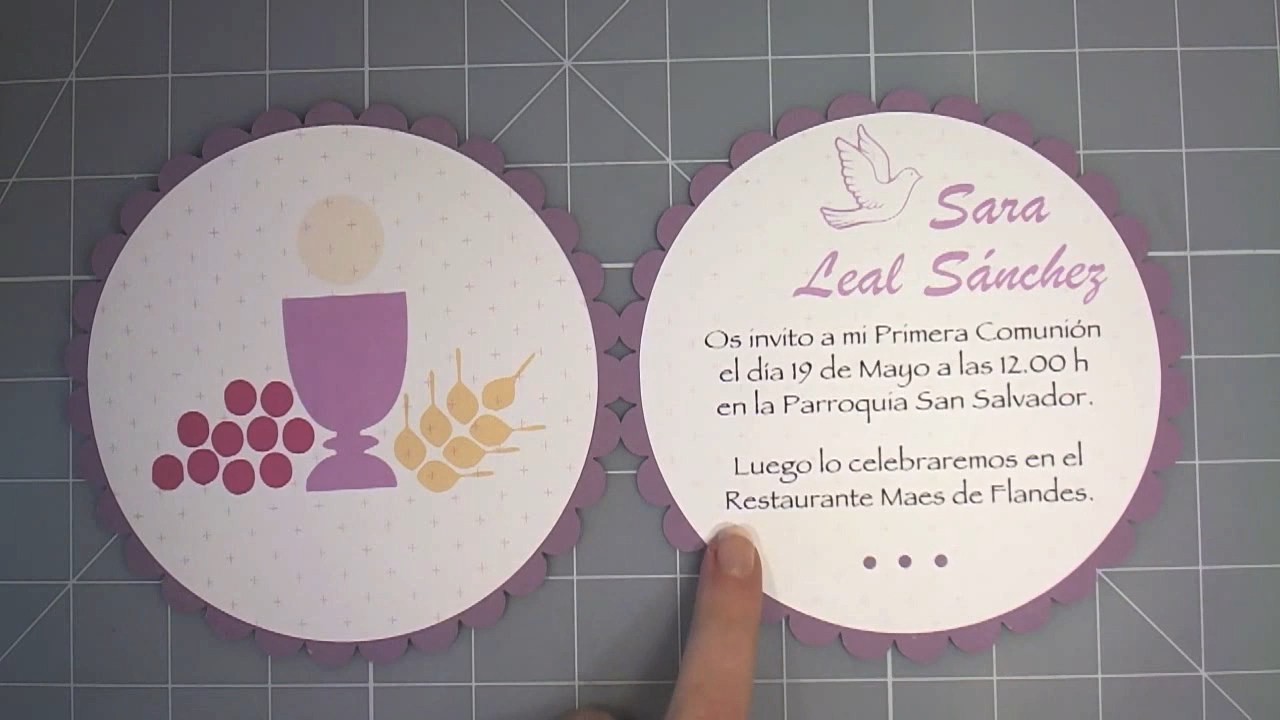 Sara
Leal Sánchez
Os invito a mi Primera Comunión
el día 19 de Mayo a las 12.00 h
en la Parroquia San Salvador.
Luego lo celebraremos en el
Restaurante Maes de Flandes.